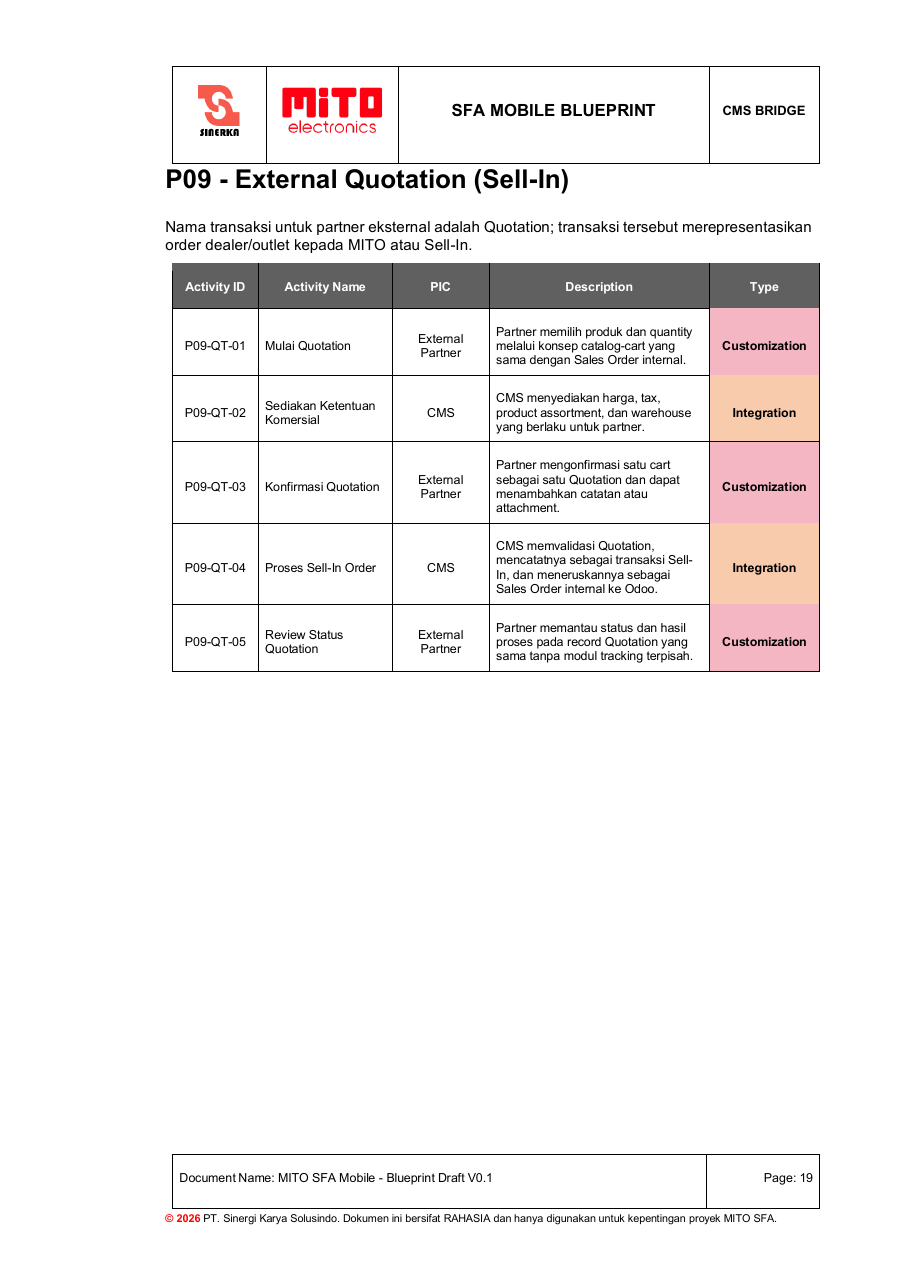 SINERKA
MiTO
electronics
SFA MOBILE BLUEPRINT
CMS BRIDGE
P09 - External Quotation (Sell-In)
Nama transaksi untuk partner eksternal adalah Quotation; transaksi tersebut merepresentasikan
order dealer/outlet kepada MITO atau Sell-In.
Activity ID
Activity Name
PIC
Description
Type
P09-QT-01
Mulai Quotation
External
Partner
Partner memilih produk dan quantity
melalui konsep catalog-cart yang
sama dengan Sales Order internal.
Customization
P09-QT-02
Sediakan Ketentuan
Komersial
CMS
CMS menyediakan harga, tax,
product assortment, dan warehouse
yang berlaku untuk partner.
Integration
P09-QT-03
Konfirmasi Quotation
External
Partner
Partner mengonfirmasi satu cart
sebagai satu Quotation dan dapat
menambahkan catatan atau
attachment.
Customization
P09-QT-04
Proses Sell-In Order
CMS
CMS memvalidasi Quotation,
mencatatnya sebagai transaksi Sell-
In, dan meneruskannya sebagai
Sales Order internal ke Odoo.
Integration
P09-QT-05
Review Status
Quotation
External
Partner
Partner memantau status dan hasil
proses pada record Quotation yang
sama tanpa modul tracking terpisah.
Customization
Document Name: MITO SFA Mobile - Blueprint Draft V0.1
Page: 19
© 2026 PT. Sinergi Karya Solusindo. Dokumen ini bersifat RAHASIA dan hanya digunakan untuk kepentingan proyek MITO SFA.